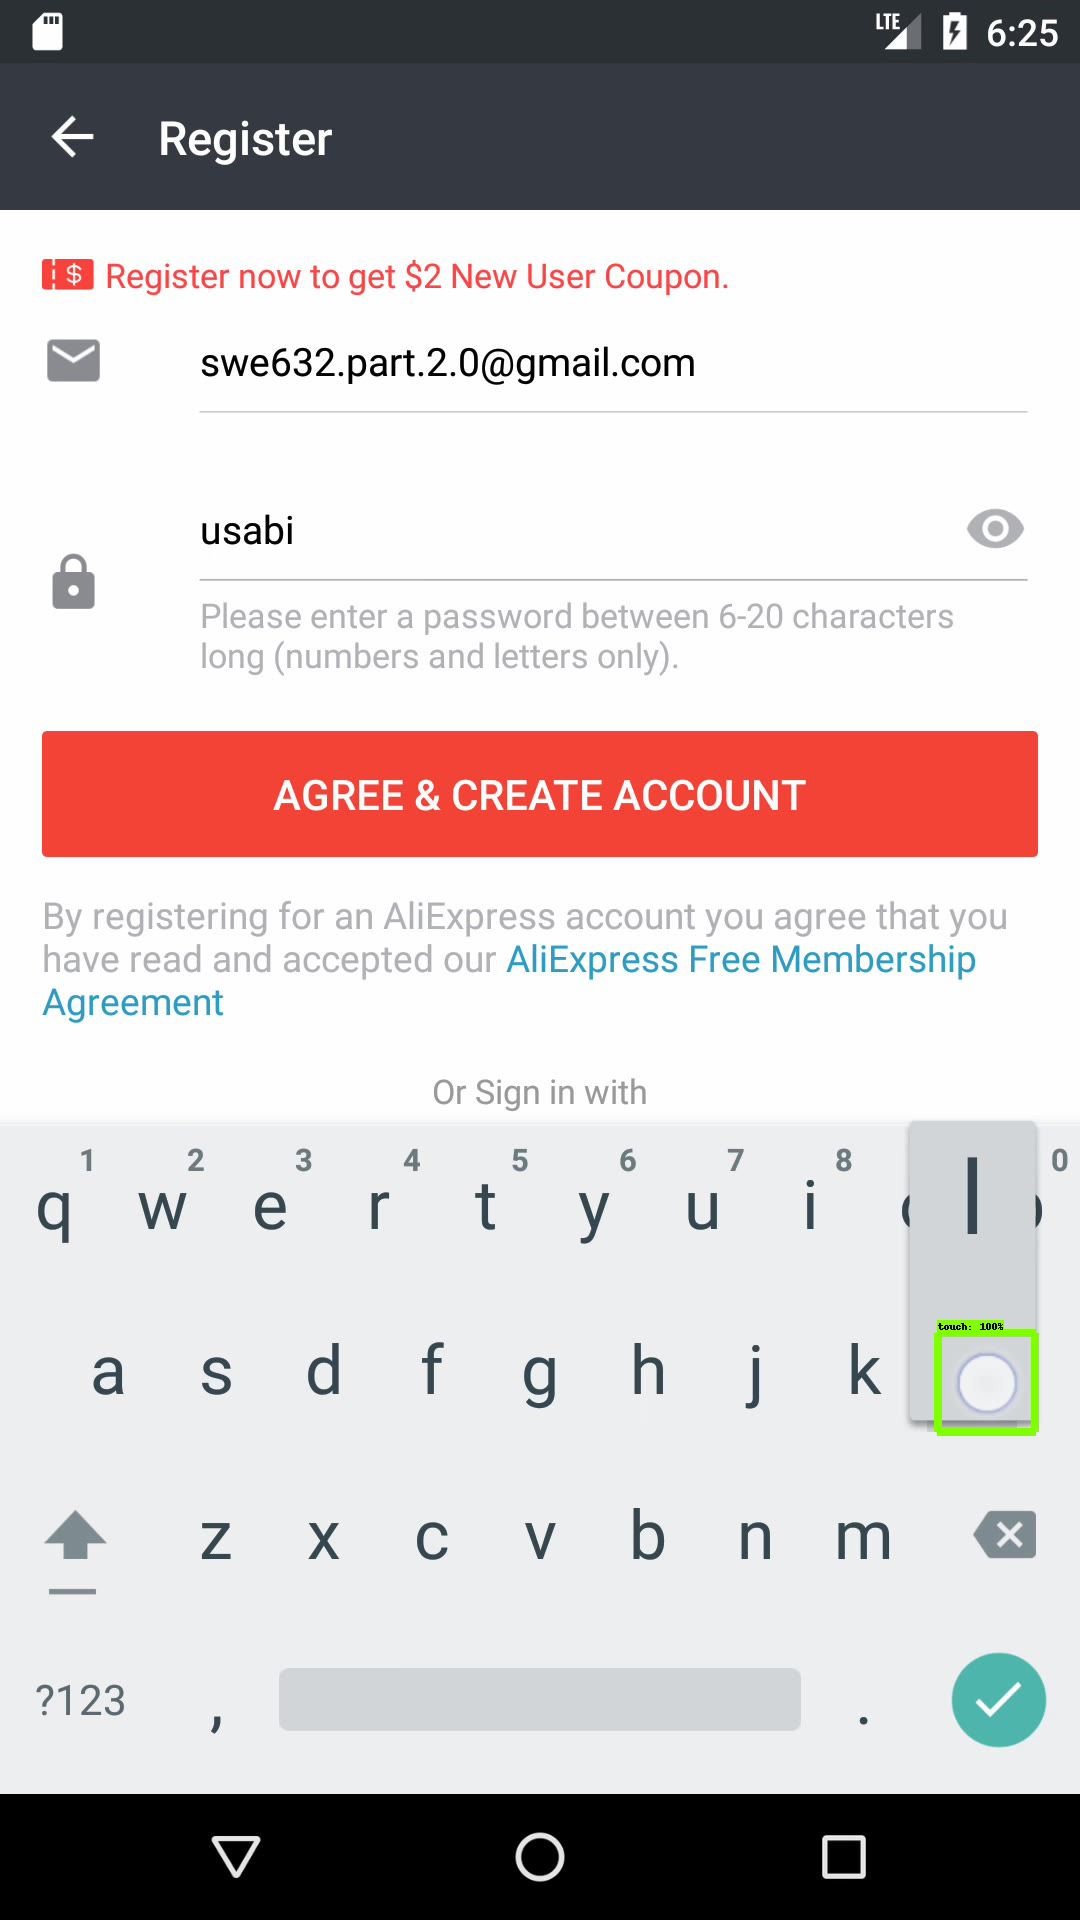 LTE 6:25
Register
$ Register now to get $2 New User Coupon.
swe632.part.2.0@gmail.com
usabi
Please enter a password between 6-20 characters
long (numbers and letters only).
AGREE & CREATE ACCOUNT
By registering for an AliExpress account you agree that you
have read and accepted our AliExpress Free Membership
Agreement
Or Sign in with
1 2 3 4 5 6 7 8 0
q w e r t y u i l
touch: 100%
a s d f g h j k
z x c v b n m
?123 , .